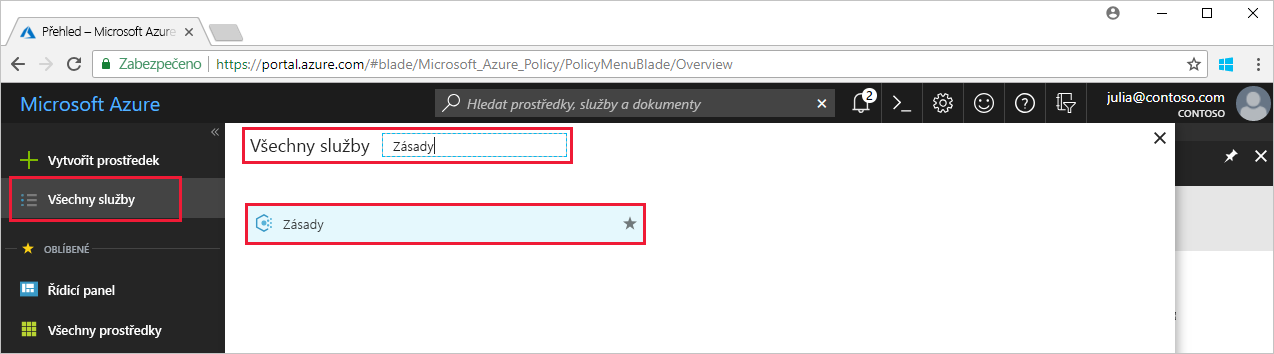 Přehled – Microsoft Azure
Zabezpečeno https://portal.azure.com/#blade/Microsoft_Azure_Policy/PolicyMenuBlade/Overview
Microsoft Azure
Hledat prostředky, služby a dokumenty
2
julia@contoso.com
CONTOSO
Vytvořit prostředek
Všechny služby
OBLÍBENÉ
Řídicí panel
Všechny prostředky
Všechny služby Zásady
Zásady